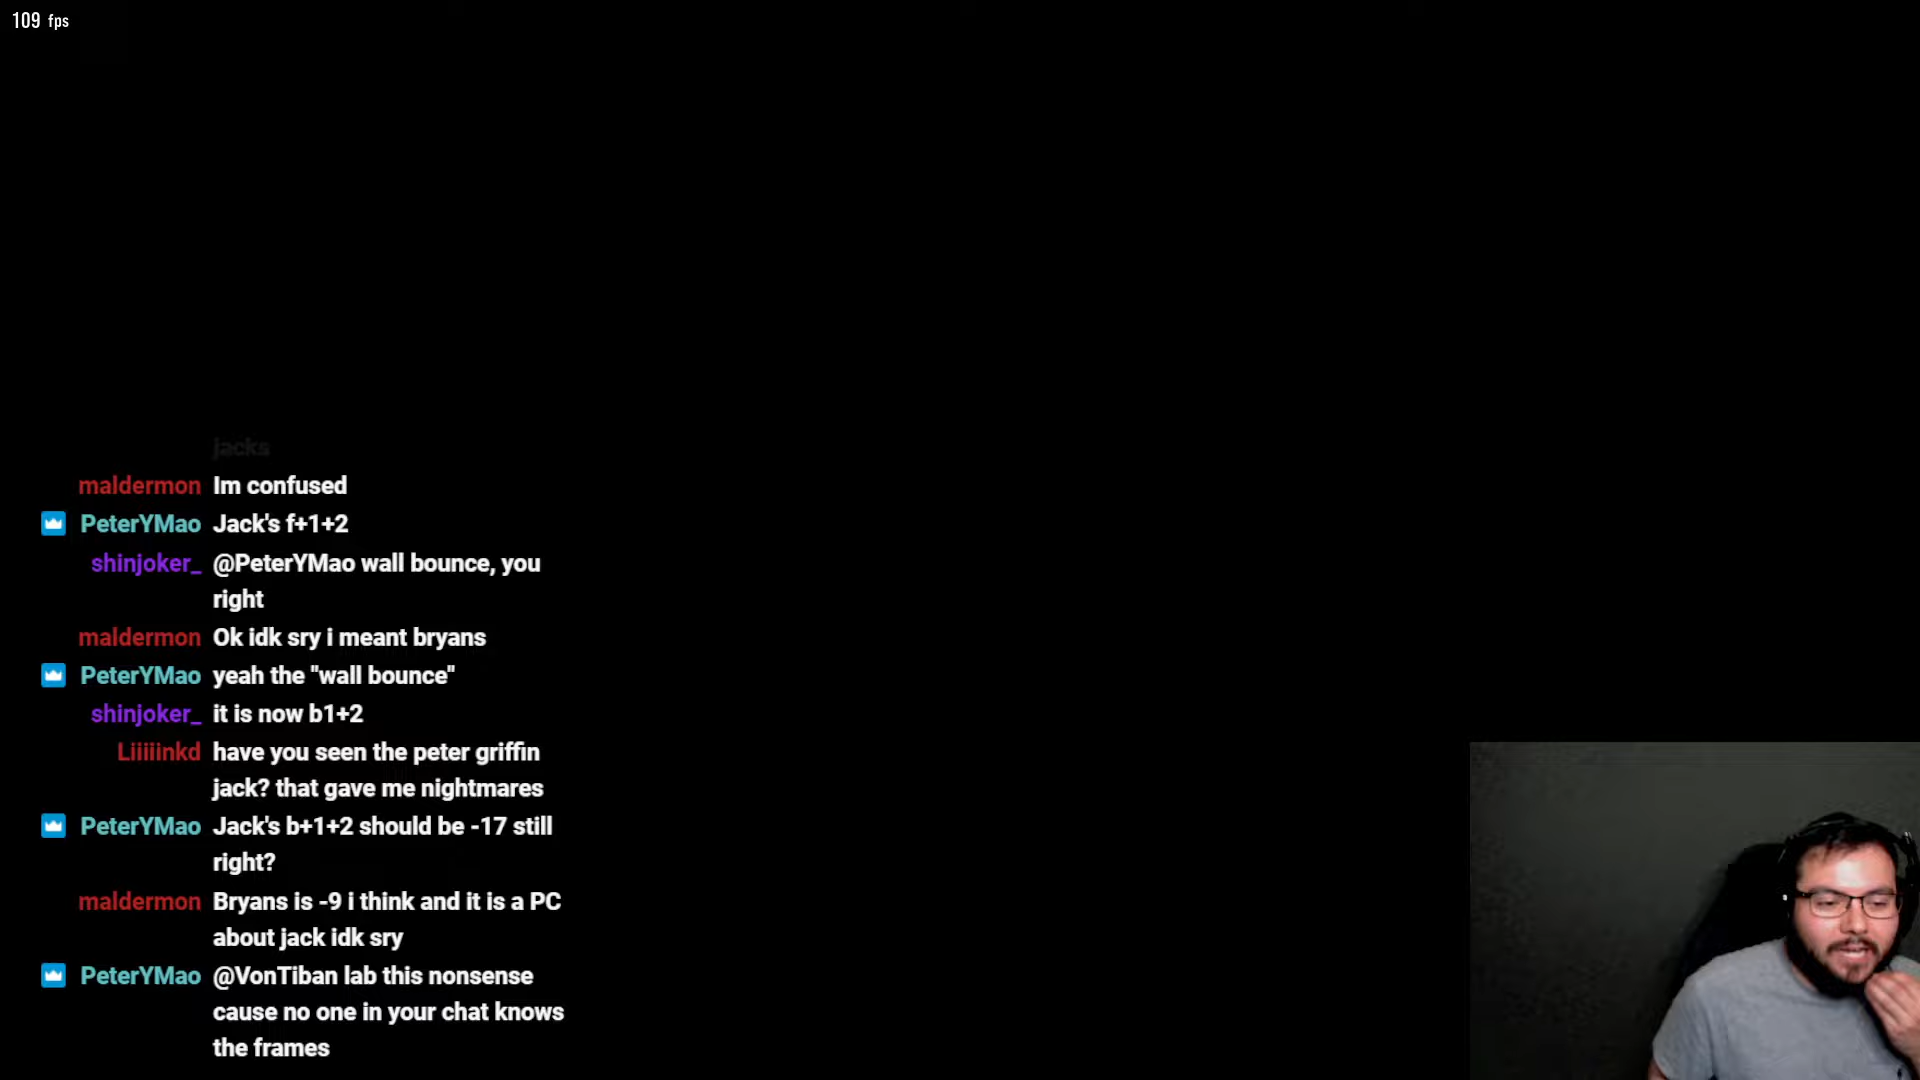 109 fps
jacks
maldermon Im confused
PeterYMao Jack's f+1+2
shinjoker_ @PeterYMao wall bounce, you
right
maldermon Ok idk sry i meant bryans
PeterYMao yeah the "wall bounce"
shinjoker_ it is now b1+2
Liiiiinkd have you seen the peter griffin
jack? that gave me nightmares
PeterYMao Jack's b+1+2 should be -17 still
right?
maldermon Bryans is -9 i think and it is a PC
about jack idk sry
PeterYMao @VonTiban lab this nonsense
cause no one in your chat knows
the frames